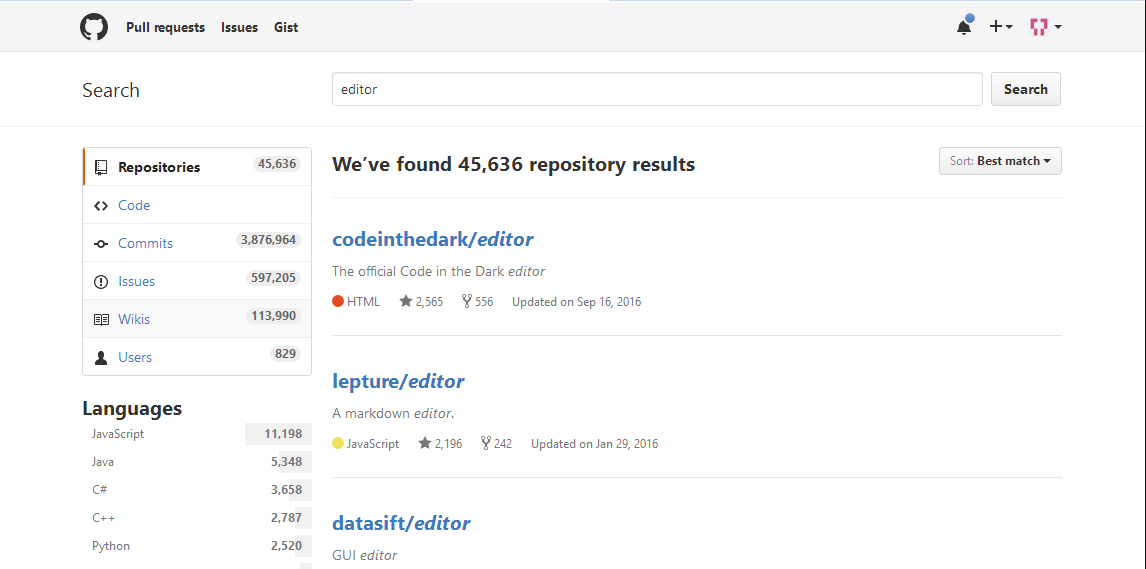 Pull requests Issues Gist
Search editor Search
Repositories 45,636
Code
Commits 3,876,964
Issues 597,205
Wikis 113,990
Users 829
Languages
JavaScript 11,198
Java 5,348
C# 3,658
C++ 2,787
Python 2,520
We’ve found 45,636 repository results
Sort: Best match
codeinthedark/editor
The official Code in the Dark editor
HTML 2,565 556 Updated on Sep 16, 2016
lepture/editor
A markdown editor.
JavaScript 2,196 242 Updated on Jan 29, 2016
datasift/editor
GUI editor